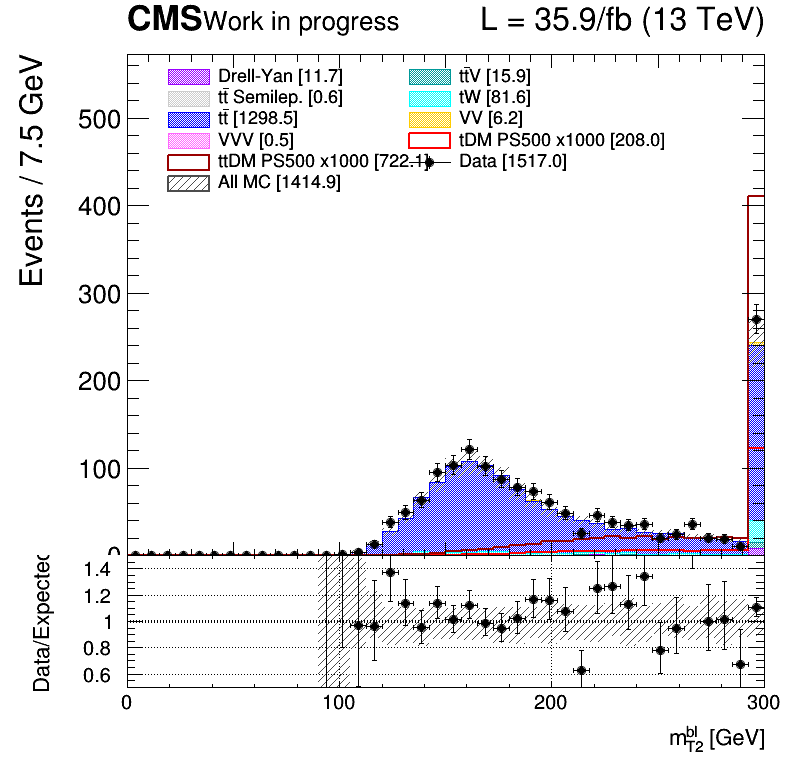 CMS Work in progress L = 35.9/fb (13 TeV)
Events / 7.5 GeV
Drell-Yan [11.7] tt̄V [15.9]
tt̄ Semilep. [0.6] tW [81.6]
tt̄ [1298.5] VV [6.2]
VVV [0.5] tDM PS500 x1000 [208.0]
ttDM PS500 x1000 [722.1] Data [1517.0]
All MC [1414.9]
500
400
300
200
100
0
Data/Expected
1.4
1.2
1
0.8
0.6
0 100 200 300
m_{T2}^{bl} [GeV]